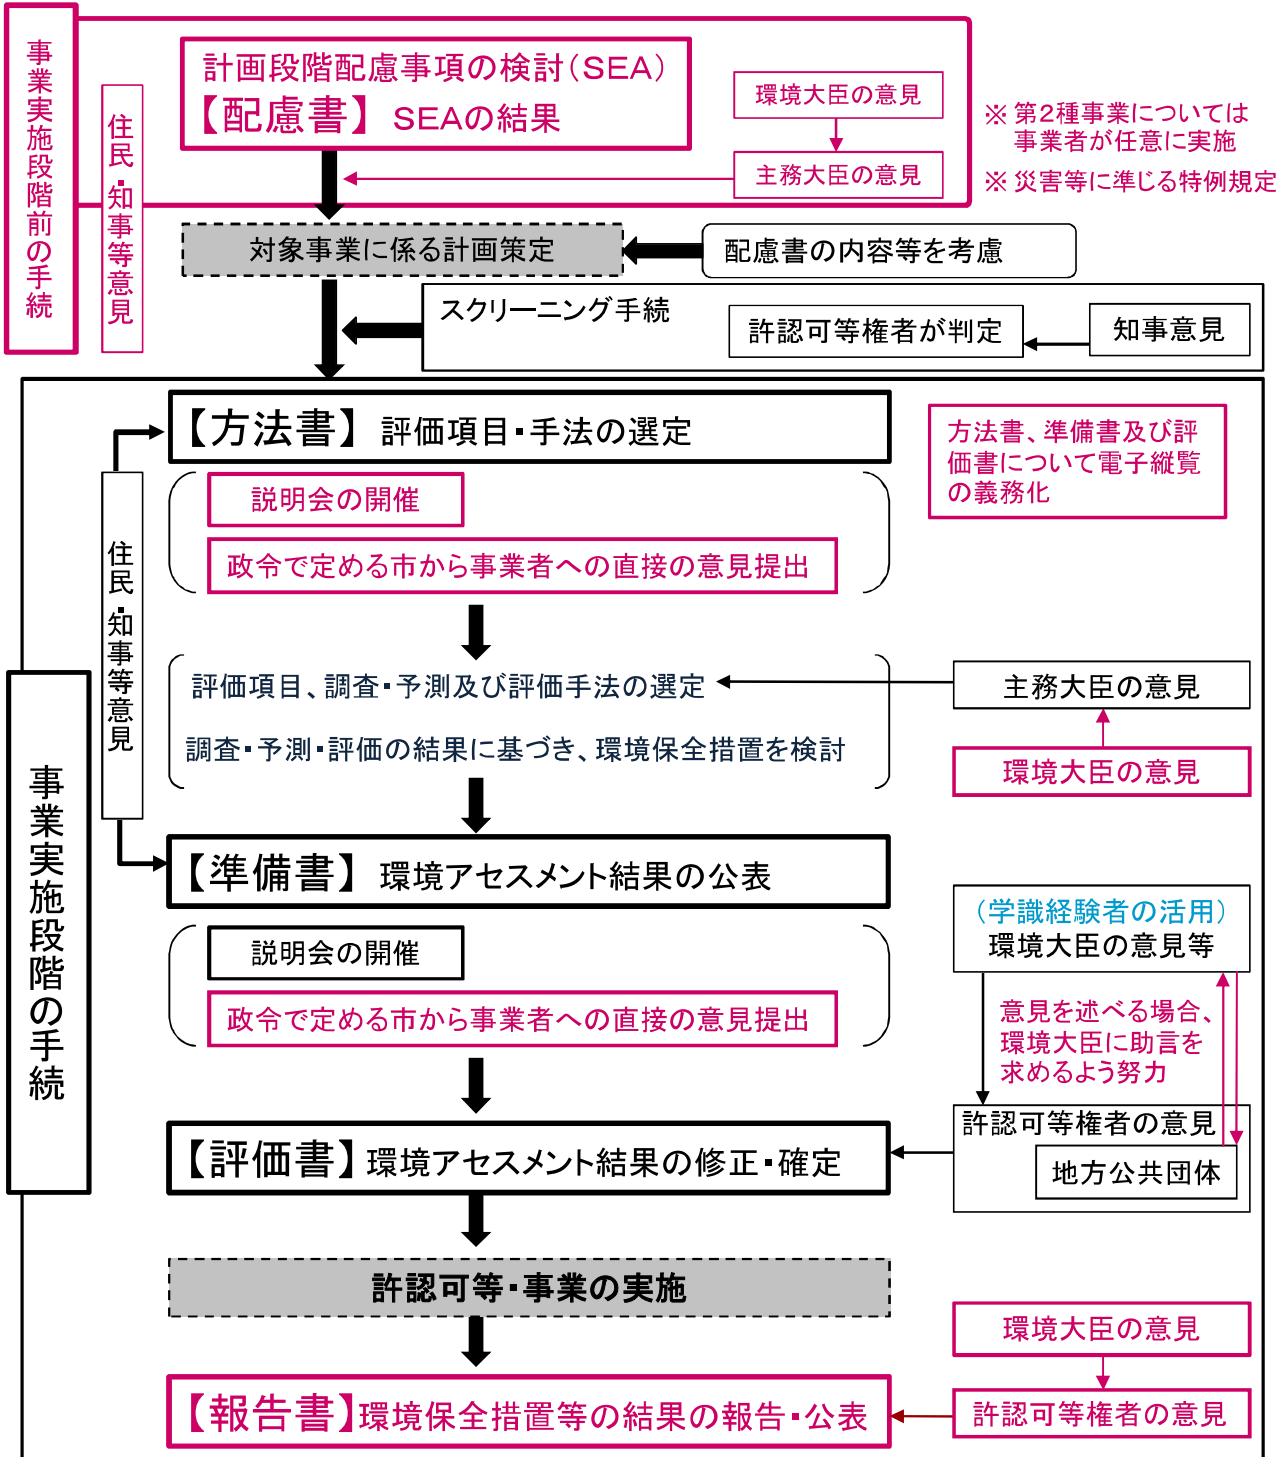 事業実施段階前の手続
住民・知事等意見
計画段階配慮事項の検討（SEA）
【配慮書】 SEAの結果
環境大臣の意見
主務大臣の意見
※ 第2種事業については
事業者が任意に実施
※ 災害等に準じる特例規定
対象事業に係る計画策定
配慮書の内容等を考慮
スクリーニング手続
許認可等権者が判定
知事意見
事業実施段階の手続
住民・知事等意見
【方法書】 評価項目・手法の選定
方法書、準備書及び評
価書について電子縦覧
の義務化
説明会の開催
政令で定める市から事業者への直接の意見提出
評価項目、調査・予測及び評価手法の選定
主務大臣の意見
調査・予測・評価の結果に基づき、環境保全措置を検討
環境大臣の意見
【準備書】 環境アセスメント結果の公表
（学識経験者の活用）
環境大臣の意見等
説明会の開催
政令で定める市から事業者への直接の意見提出
意見を述べる場合、
環境大臣に助言を
求めるよう努力
許認可等権者の意見
地方公共団体
【評価書】環境アセスメント結果の修正・確定
許認可等・事業の実施
環境大臣の意見
【報告書】環境保全措置等の結果の報告・公表
許認可等権者の意見